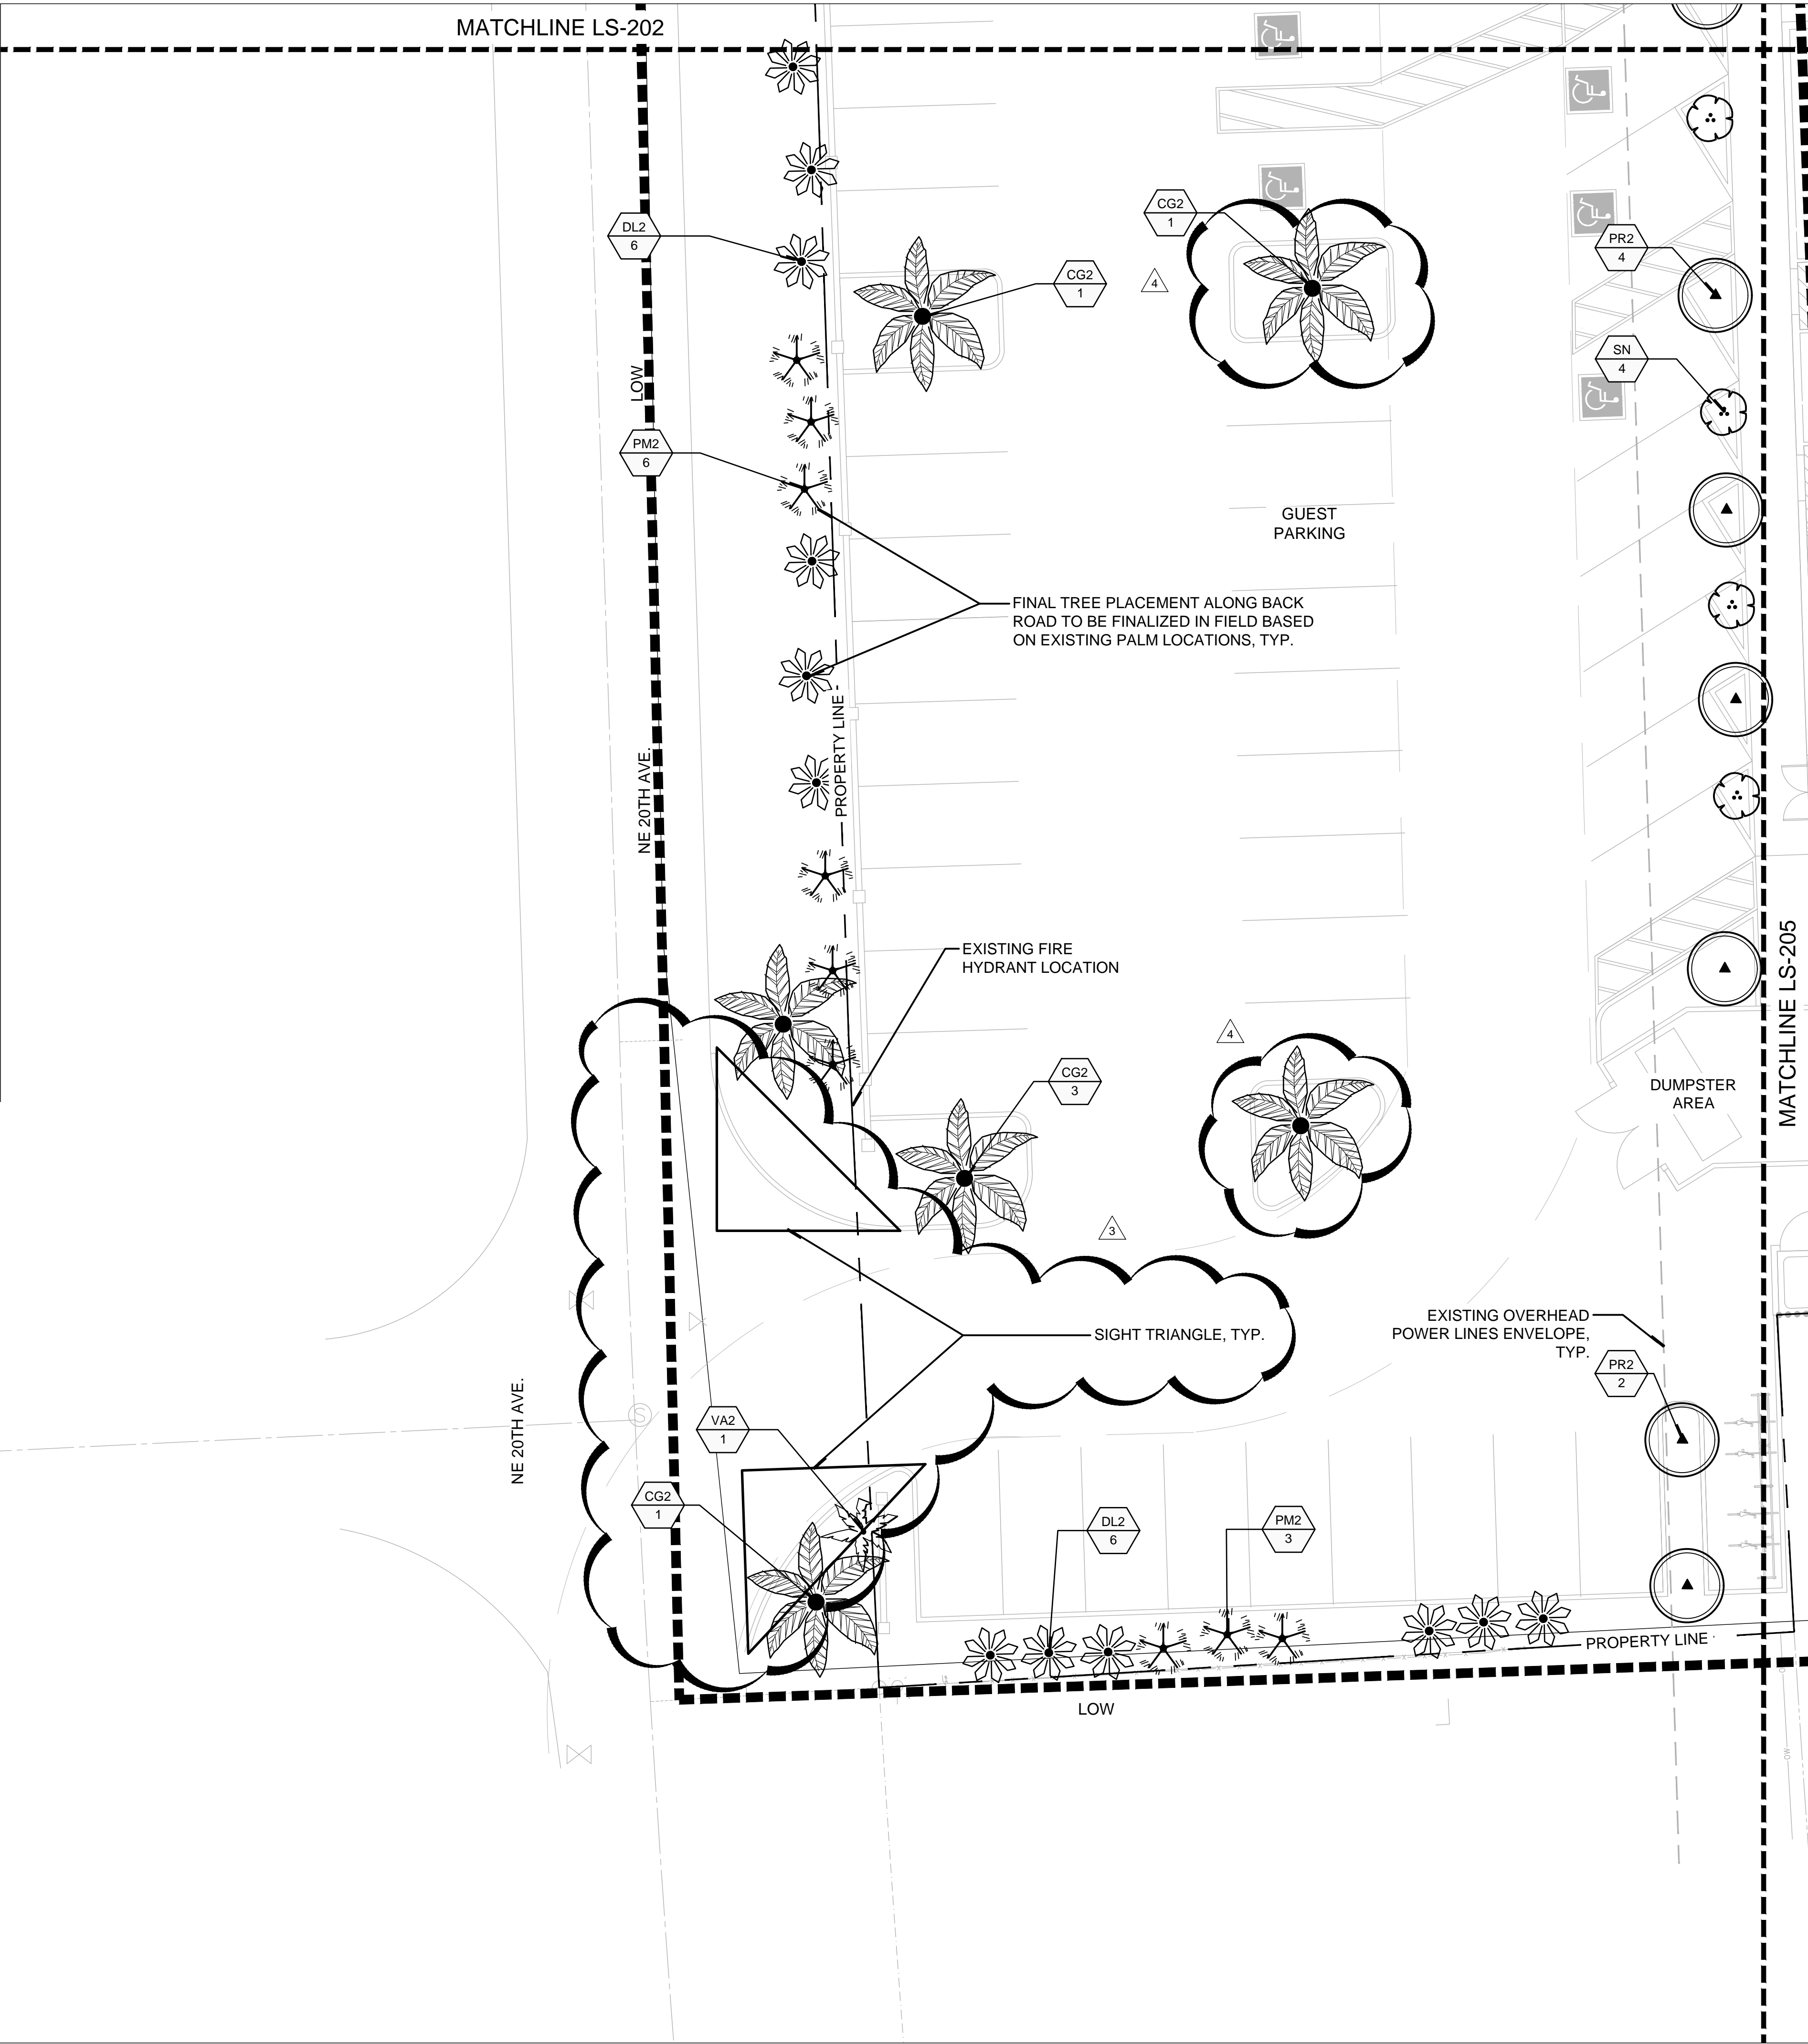 MATCHLINE LS-202
CG2
1
DL2
6
PR2
4
CG2
1
4
SN
4
LOW
PM2
6
GUEST
PARKING
FINAL TREE PLACEMENT ALONG BACK
ROAD TO BE FINALIZED IN FIELD BASED
ON EXISTING PALM LOCATIONS, TYP.
PROPERTY LINE
NE 20TH AVE.
EXISTING FIRE
HYDRANT LOCATION
MATCHLINE LS-205
4
CG2
3
DUMPSTER
AREA
3
EXISTING OVERHEAD
POWER LINES ENVELOPE,
TYP.
SIGHT TRIANGLE, TYP.
PR2
2
NE 20TH AVE.
S
VA2
1
CG2
1
DL2
6
PM2
3
PROPERTY LINE
LOW